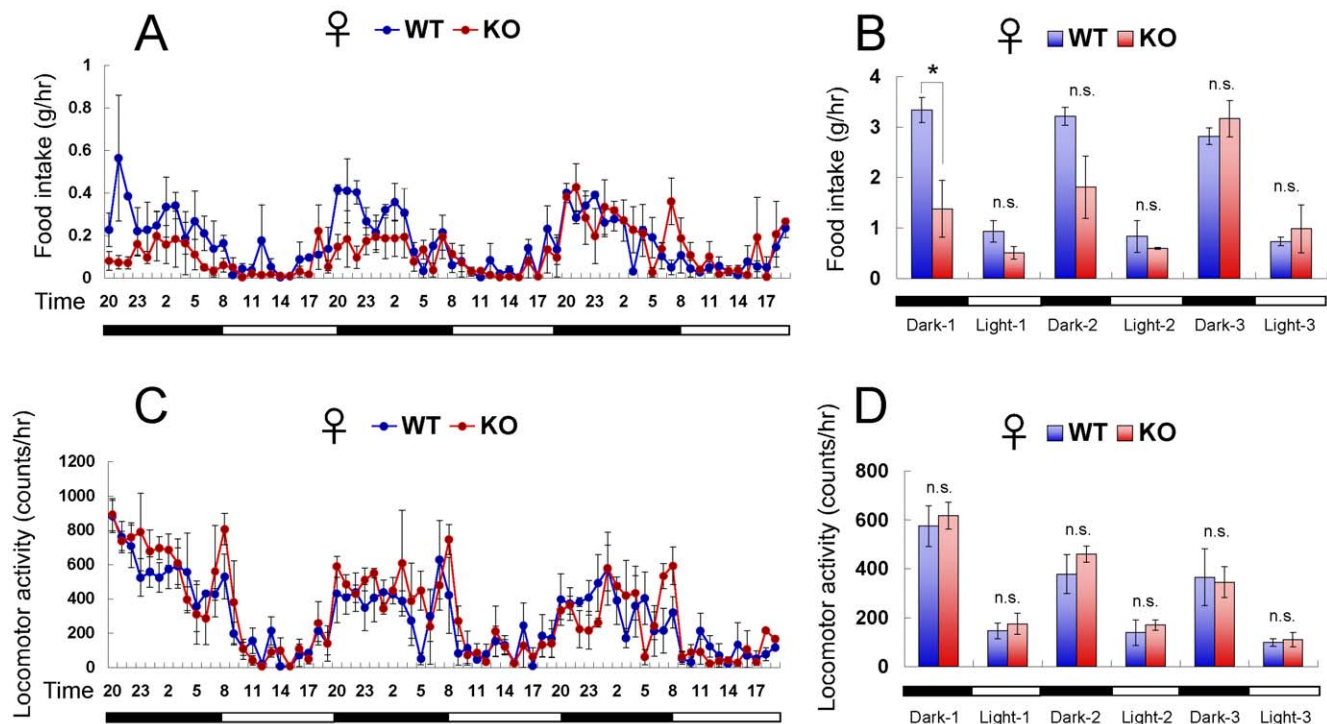 A ♀ WT KO
Food intake (g/hr)
1
0.8
0.6
0.4
0.2
0
Time 20 23 2 5 8 11 14 17 20 23 2 5 8 11 14 17 20 23 2 5 8 11 14 17
B ♀ WT KO
Food intake (g/hr)
4
3
2
1
0
* n.s. n.s. n.s. n.s. n.s.
Dark-1 Light-1 Dark-2 Light-2 Dark-3 Light-3
C ♀ WT KO
Locomotor activity (counts/hr)
1200
1000
800
600
400
200
0
Time 20 23 2 5 8 11 14 17 20 23 2 5 8 11 14 17 20 23 2 5 8 11 14 17
D ♀ WT KO
Locomotor activity (counts/hr)
800
600
400
200
0
n.s. n.s. n.s. n.s. n.s. n.s.
Dark-1 Light-1 Dark-2 Light-2 Dark-3 Light-3